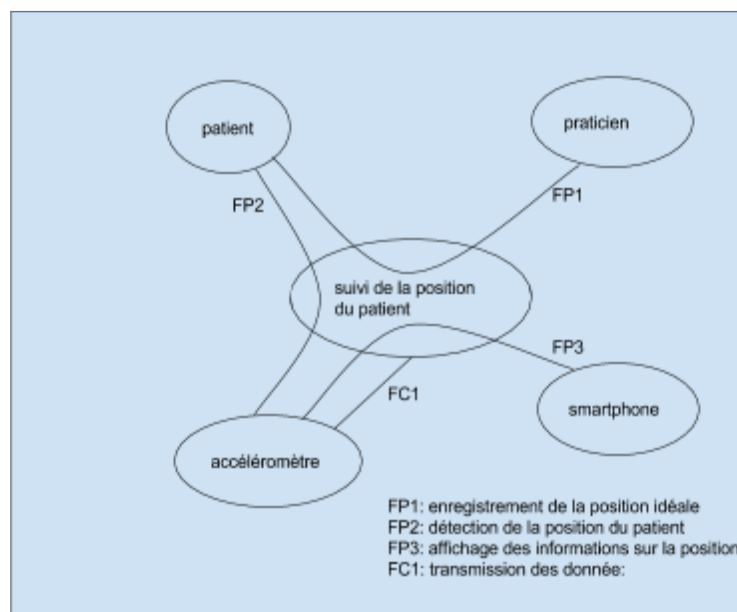 patient
praticien
FP2
FP1
suivi de la position
du patient
FP3
FC1
smartphone
accéléromètre
FP1: enregistrement de la position idéale
FP2: détection de la position du patient
FP3: affichage des informations sur la position
FC1: transmission des donnée: